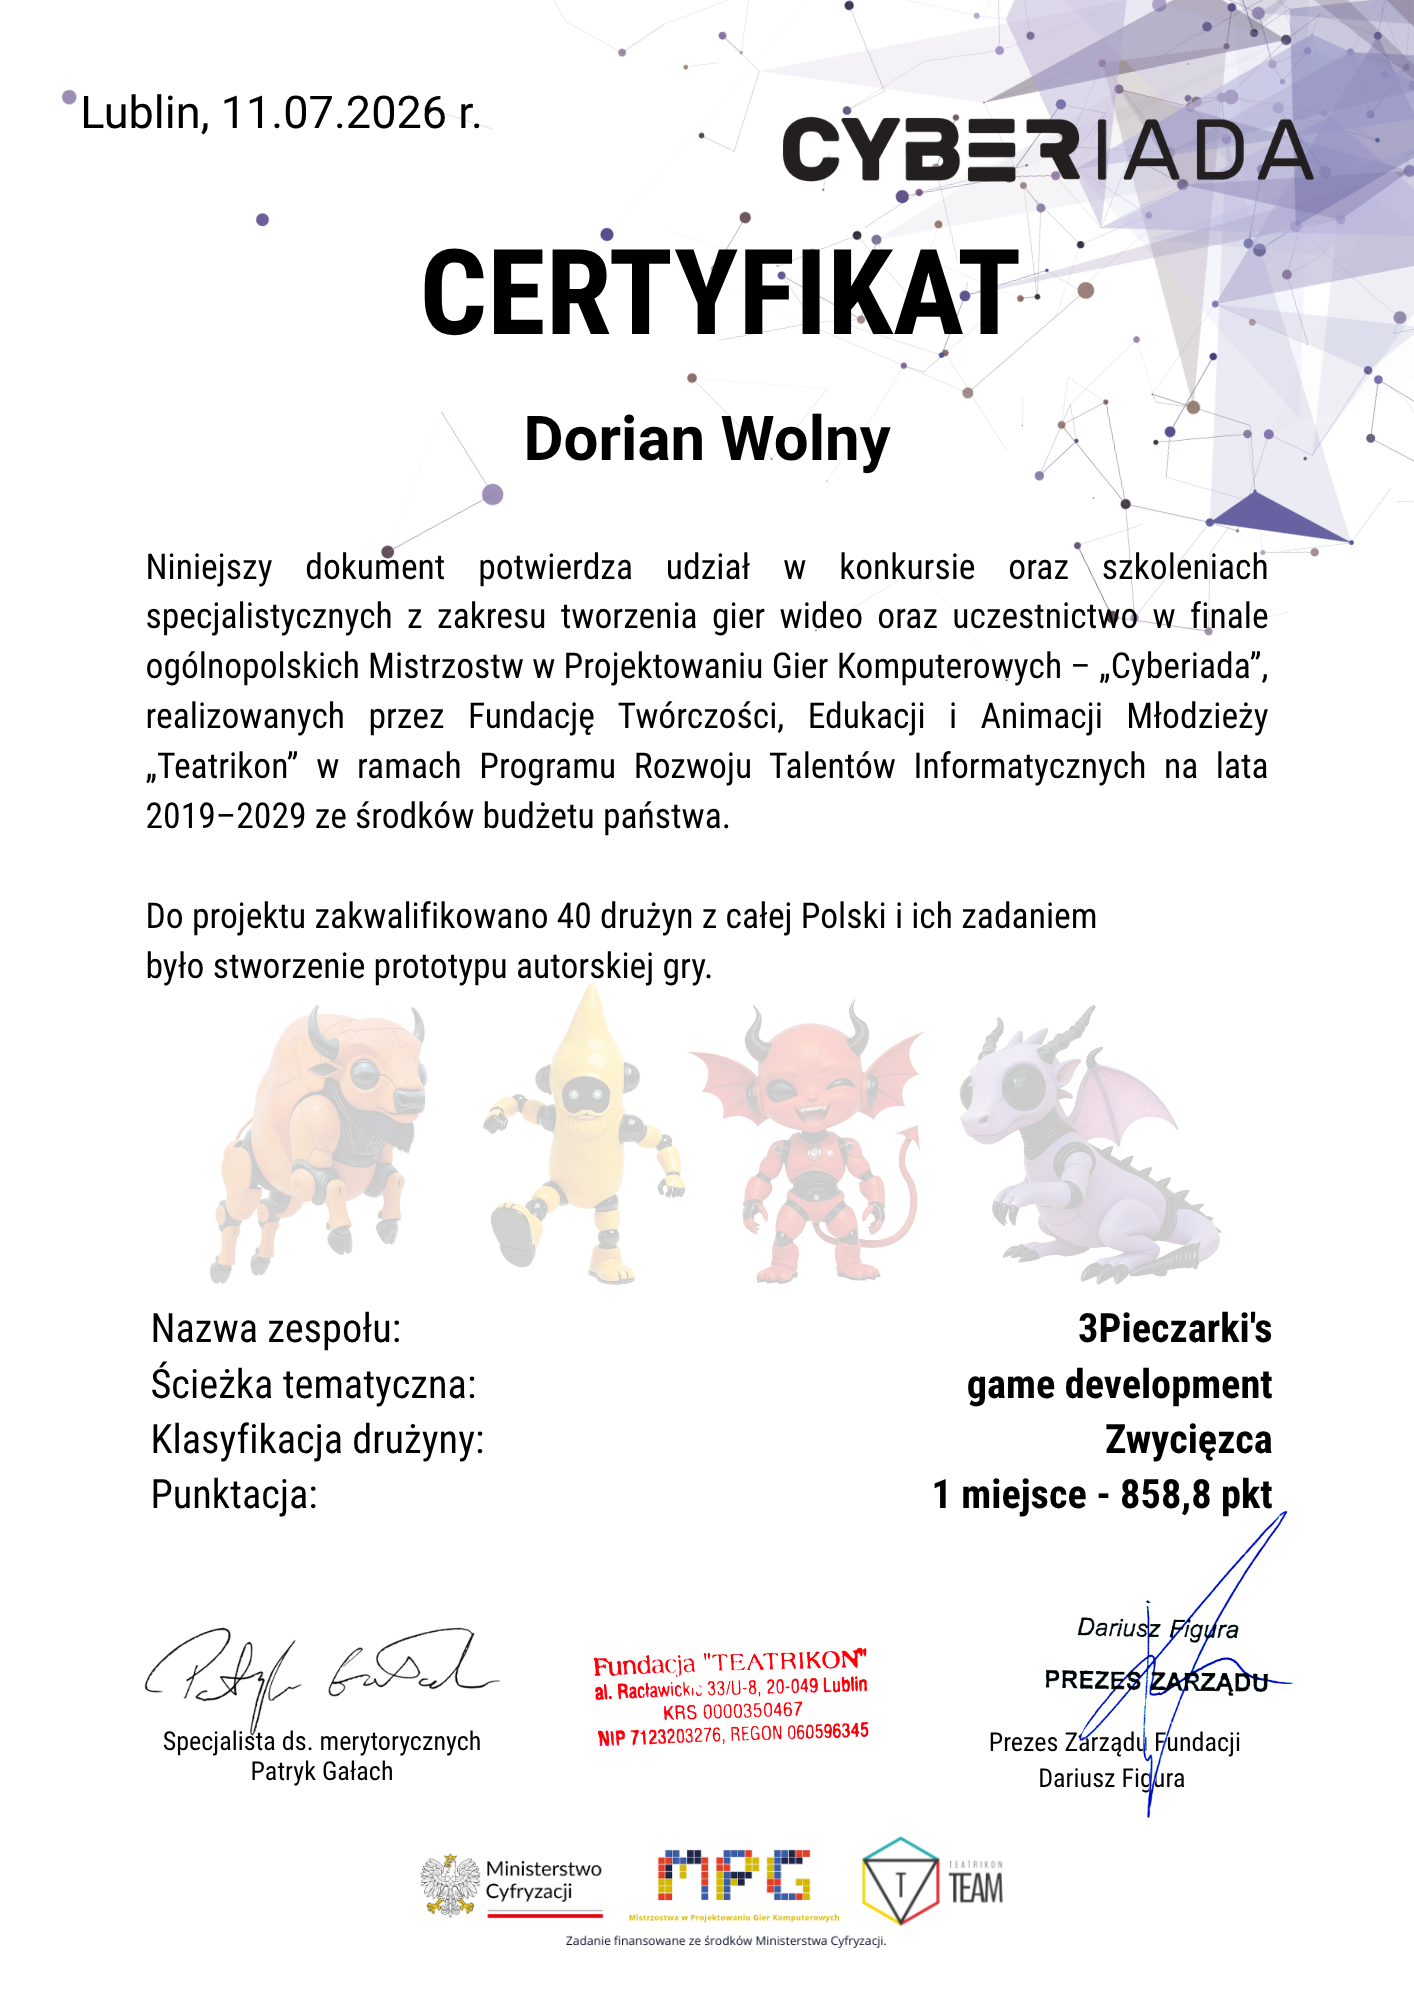 Lublin, 11.07.2026 r.
CYBERIADA
CERTYFIKAT
Dorian Wolny
Niniejszy dokument potwierdza udział w konkursie oraz szkoleniach
specjalistycznych z zakresu tworzenia gier wideo oraz uczestnictwo w finale
ogólnopolskich Mistrzostw w Projektowaniu Gier Komputerowych – „Cyberiada”,
realizowanych przez Fundację Twórczości, Edukacji i Animacji Młodzieży
„Teatrikon” w ramach Programu Rozwoju Talentów Informatycznych na lata
2019–2029 ze środków budżetu państwa.
Do projektu zakwalifikowano 40 drużyn z całej Polski i ich zadaniem
było stworzenie prototypu autorskiej gry.
Nazwa zespołu: 3Pieczarki's
Ścieżka tematyczna: game development
Klasyfikacja drużyny: Zwycięzca
Punktacja: 1 miejsce - 858,8 pkt
Patryk Gałach
Specjalista ds. merytorycznych
Patryk Gałach
Fundacja "TEATRIKON"
al. Racławickie 33/U-8, 20-049 Lublin
KRS 0000350467
NIP 7123203276, REGON 060596345
Dariusz Figura
PREZES ZARZĄDU
Prezes Zarządu Fundacji
Dariusz Figura
Ministerstwo
Cyfryzacji
MPG
Mistrzostwa w Projektowaniu Gier Komputerowych
T
TEATRIKON
TEAM
Zadanie finansowane ze środków Ministerstwa Cyfryzacji.